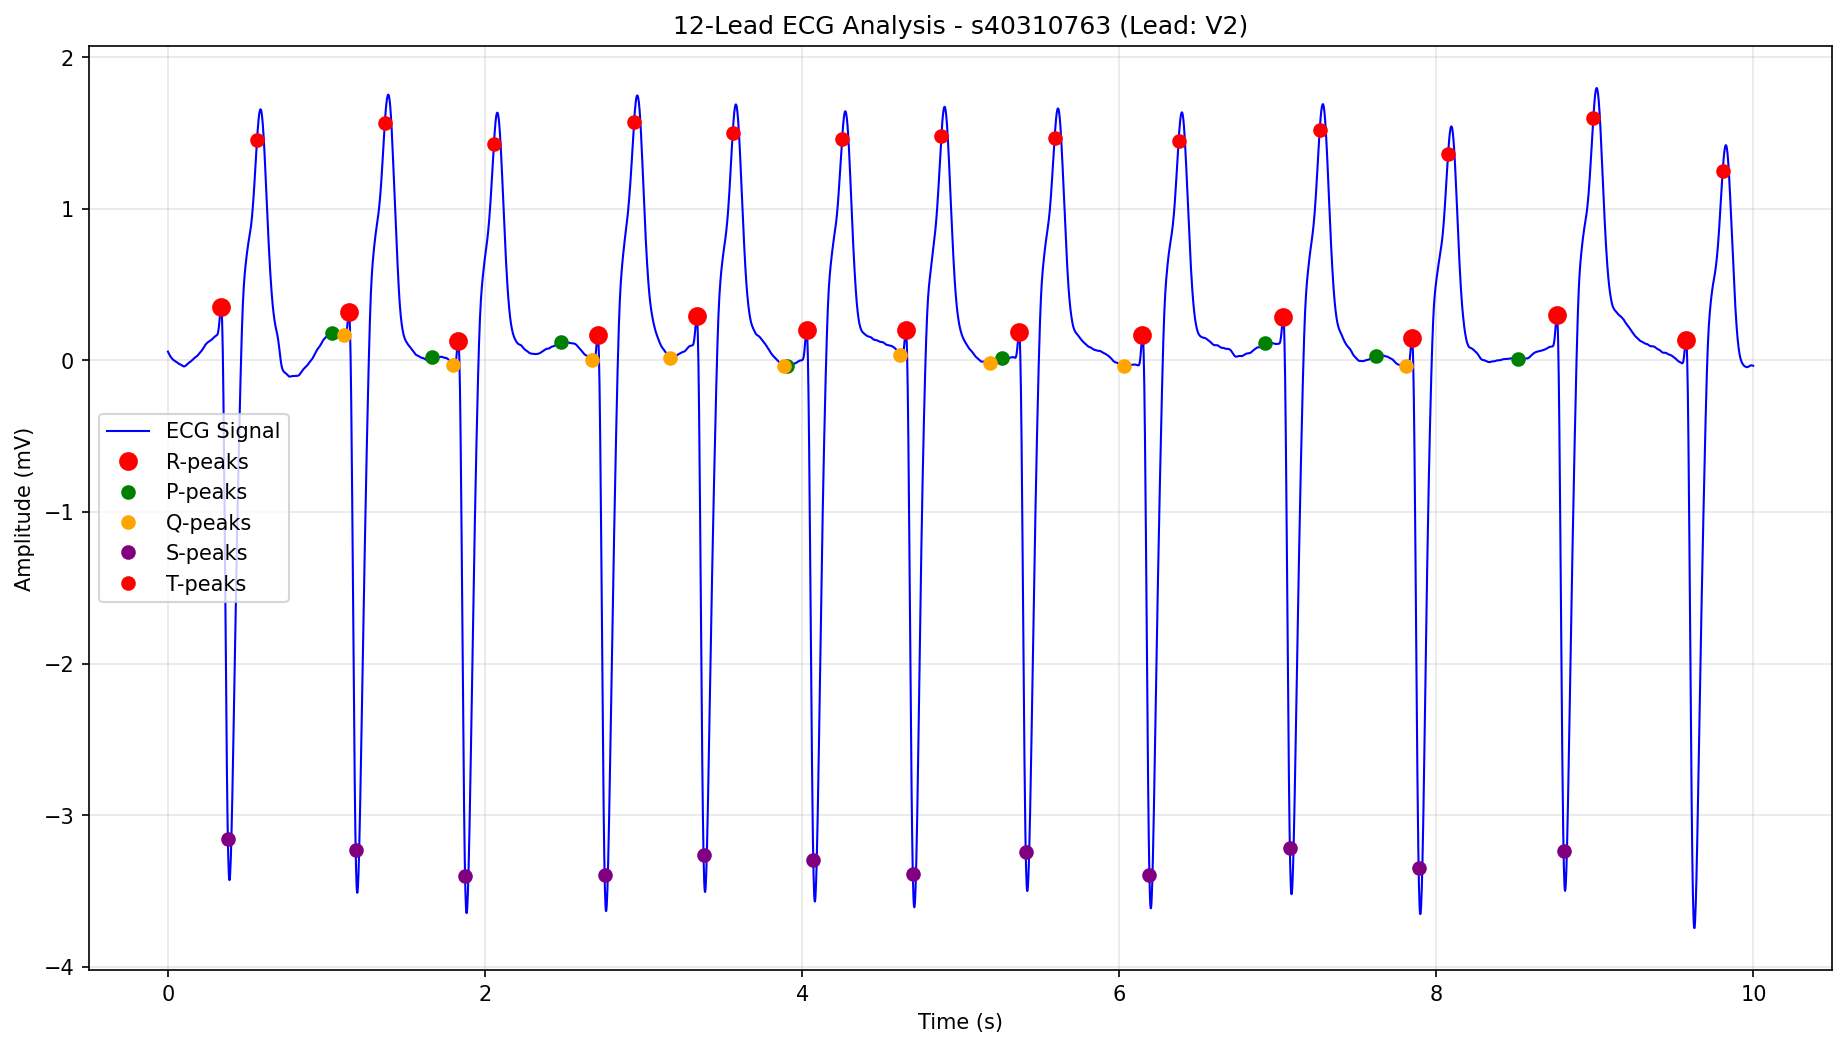 12-Lead ECG Analysis - s40310763 (Lead: V2)
2
1
0
−1
−2
−3
−4
Amplitude (mV)
ECG Signal
R-peaks
P-peaks
Q-peaks
S-peaks
T-peaks
0
2
4
6
8
10
Time (s)